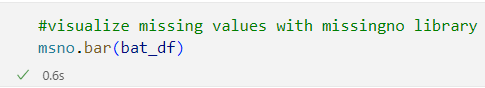 #visualize missing values with missingno library
msno.bar(bat_df)
0.6s